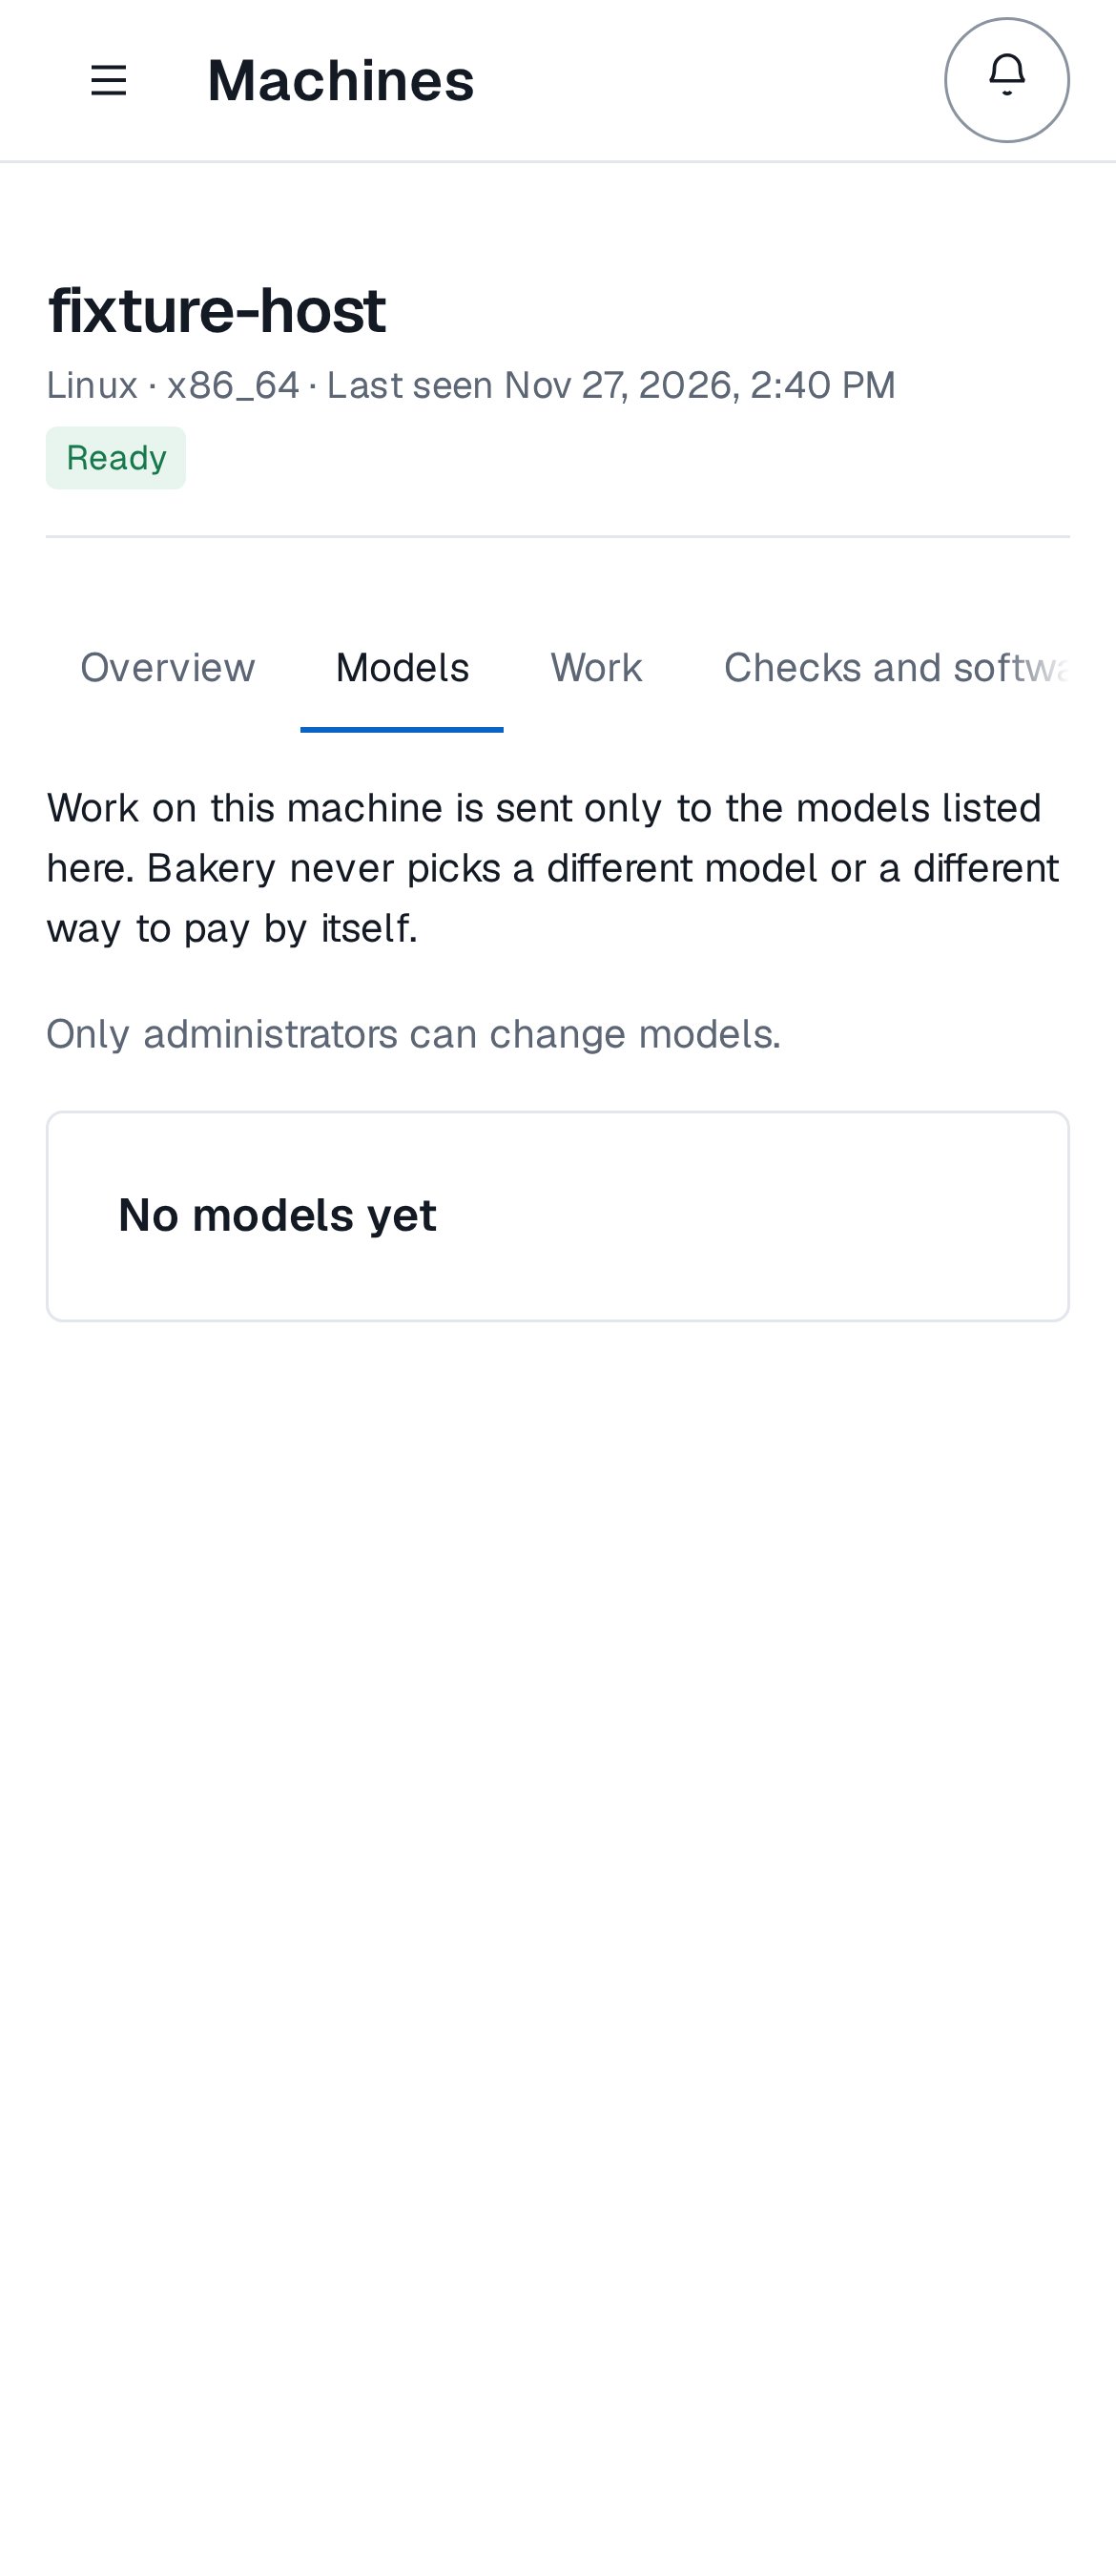 Machines
fixture-host
Linux · x86_64 · Last seen Nov 27, 2026, 2:40 PM
Ready
Overview Models Work Checks and softwa
Work on this machine is sent only to the models listed
here. Bakery never picks a different model or a different
way to pay by itself.
Only administrators can change models.
No models yet